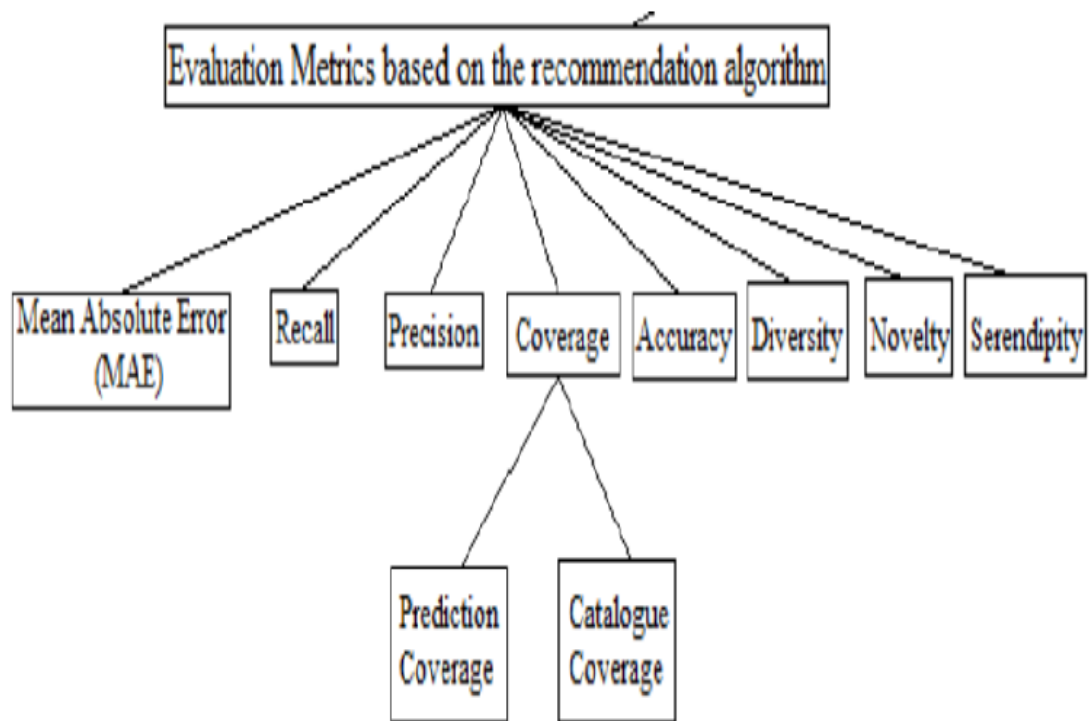 Evaluation Metrics based on the recommendation algorithm
Mean Absolute Error
(MAE)
Recall
Precision
Coverage
Accuracy
Diversity
Novelty
Serendipity
Prediction
Coverage
Catalogue
Coverage